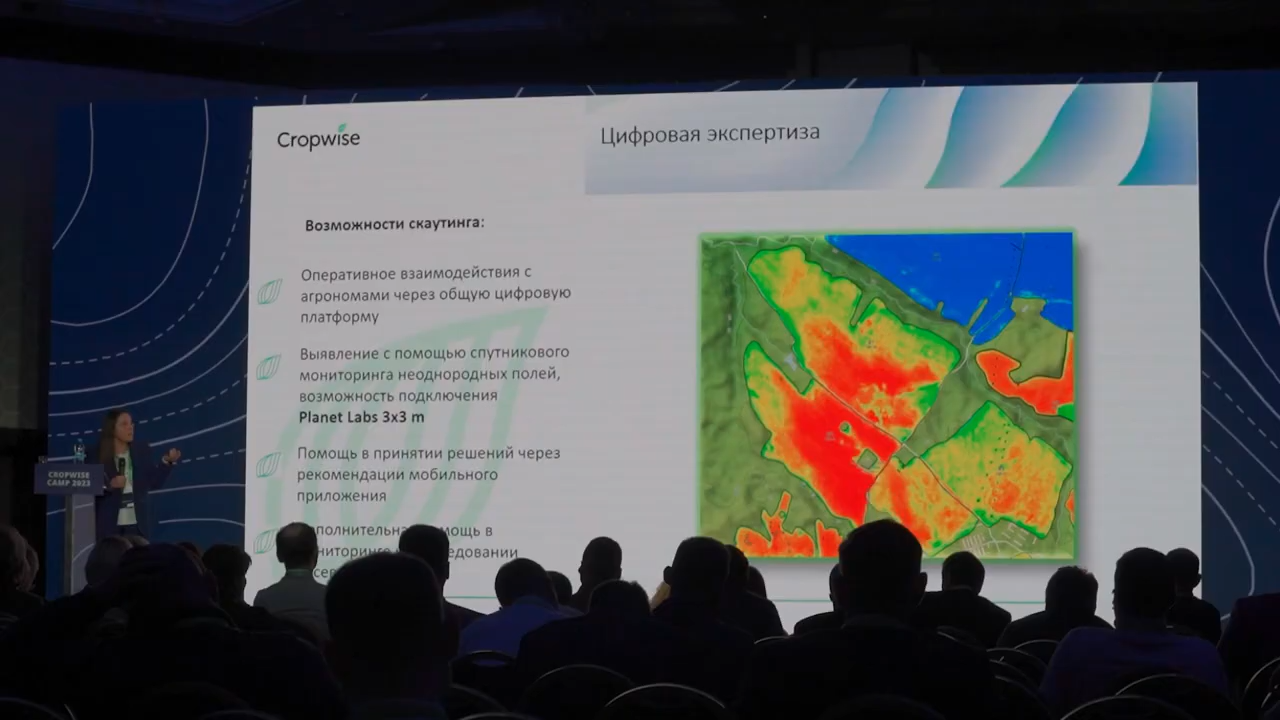 Cropwise
Цифровая экспертиза
Возможности скаутинга:
Оперативное взаимодействия с
агрономами через общую цифровую
платформу
Выявление с помощью спутникового
мониторинга неоднородных полей,
возможность подключения
Planet Labs 3x3 m
Помощь в принятии решений через
рекомендации мобильного
приложения
в
CROPWISE
CAMP 2023